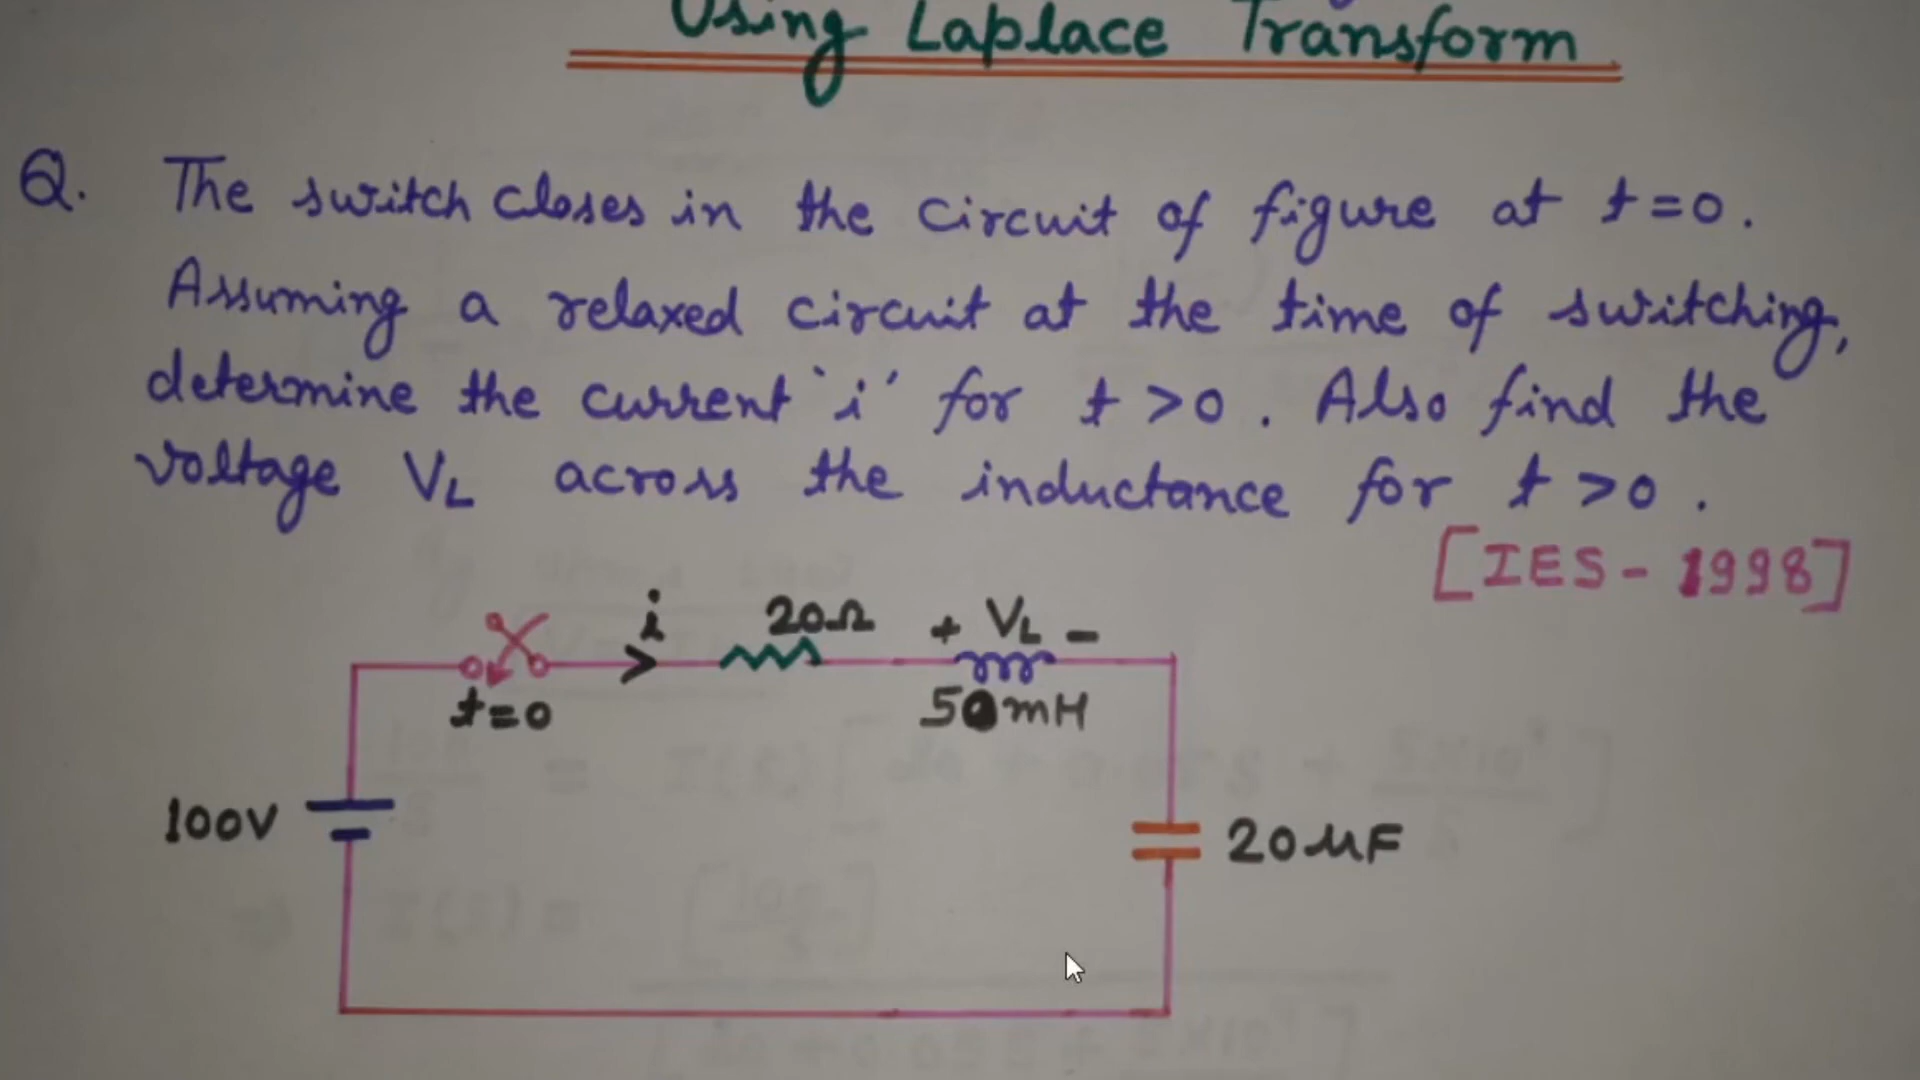 Using Laplace Transform
Q. The switch closes in the circuit of figure at t=0.
Assuming a relaxed circuit at the time of switching,
determine the current 'i' for t>0. Also find the
voltage VL across the inductance for t>0.
[IES-1998]
i
20Ω
+ VL -
t=0
50mH
100V
20μF